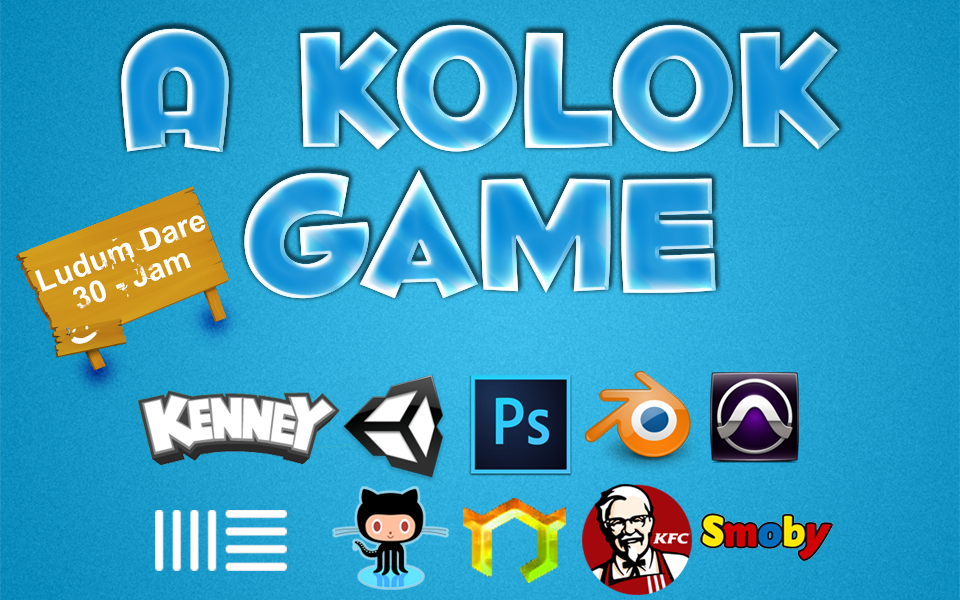 A KOLOK
GAME
Ludum Dare
30 - Jam
KENNEY
Ps
KFC
Smoby